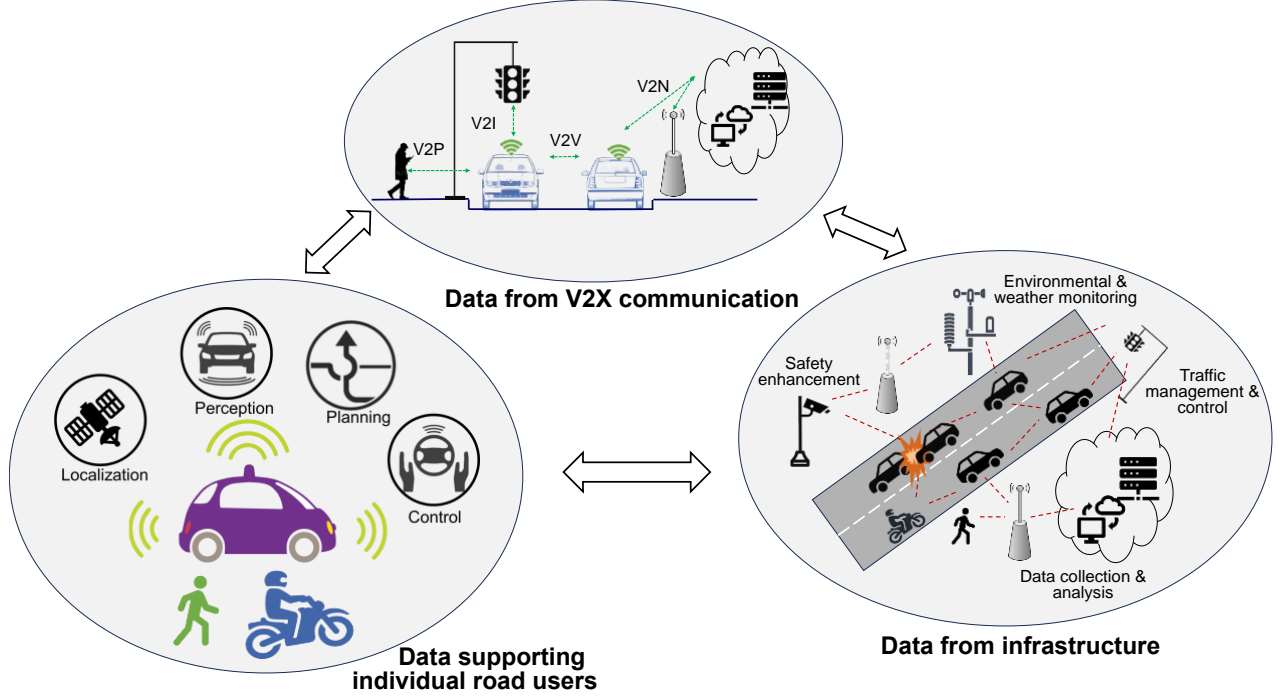 V2N
V2I
V2V
V2P
Data from V2X communication
Environmental &
weather monitoring
Safety
enhancement
Traffic
management &
control
Perception
Planning
Localization
Control
Data collection &
analysis
Data from infrastructure
Data supporting
individual road users